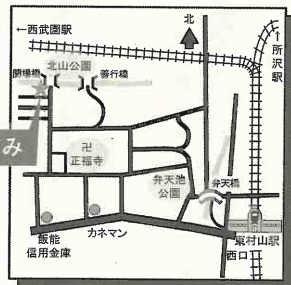 ←西武園駅
北
→所沢駅
北山公園
関場橋
善行橋
み
卍
正福寺
弁天池
公園
弁天橋
飯能
信用金庫
カネマン
東村山駅
西口